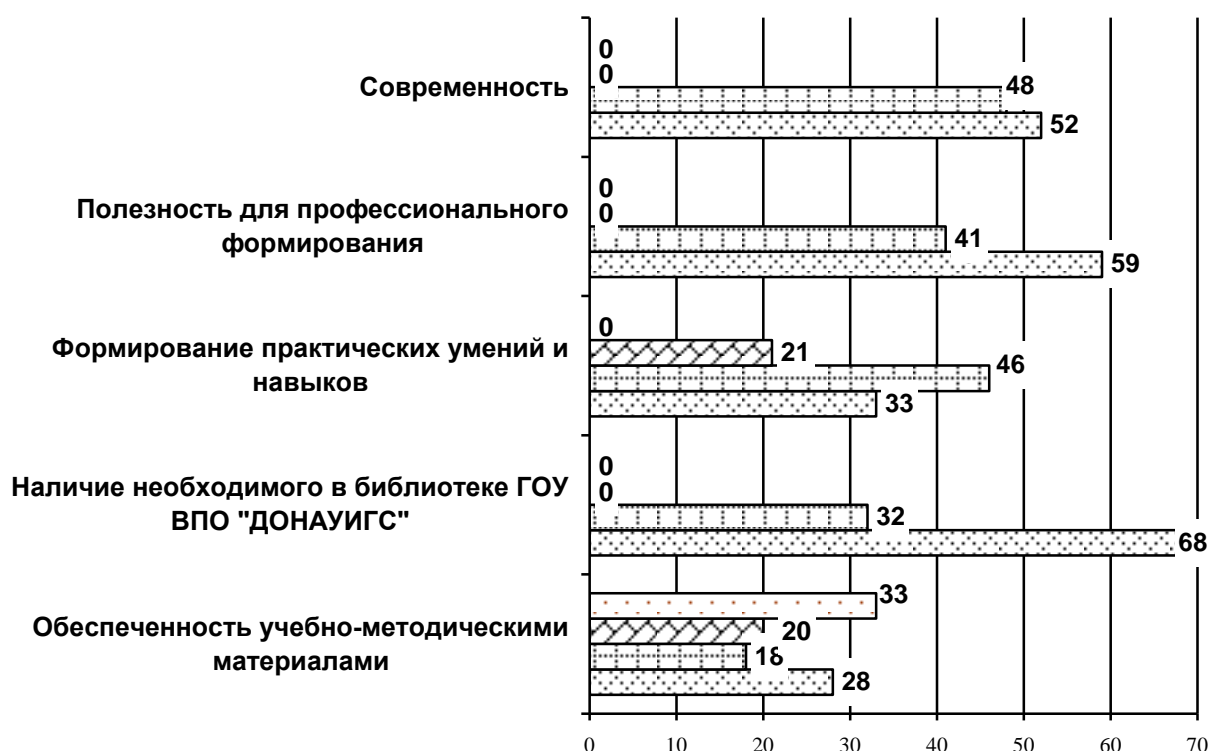 0
0
Современность
48
52
0
0
Полезность для профессионального
формирования
41
59
0
Формирование практических умений и
навыков
21
46
33
0
0
Наличие необходимого в библиотеке ГОУ
ВПО "ДОНАУИГС"
32
68
33
Обеспеченность учебно-методическими
материалами
20
18
28
0 10 20 30 40 50 60 70